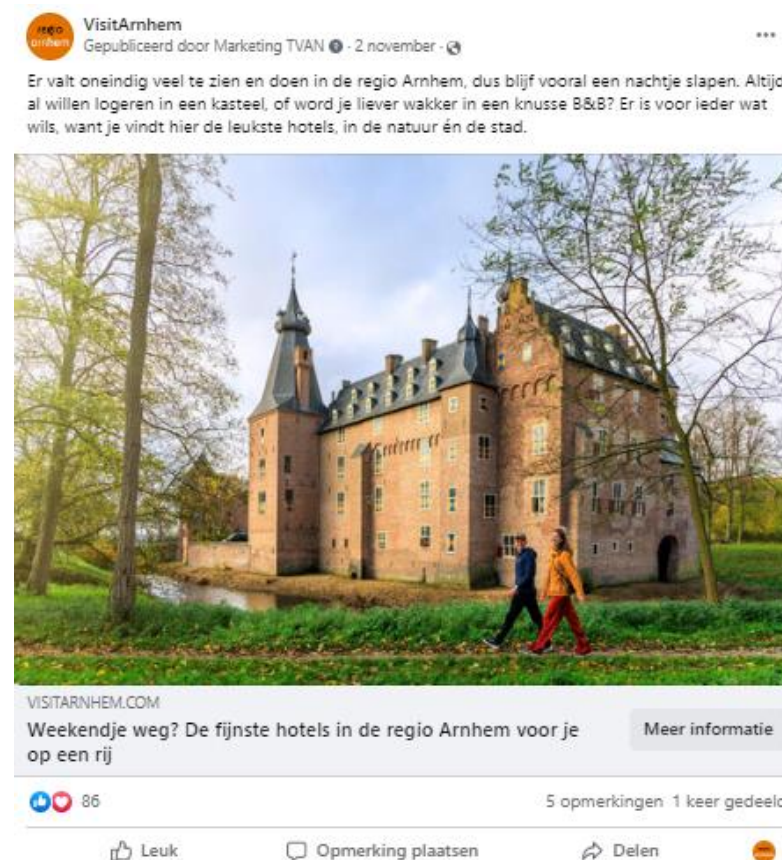 regio
arnhem
VisitArnhem
Gepubliceerd door Marketing TVAN · 2 november ·
Er valt oneindig veel te zien en doen in de regio Arnhem, dus blijf vooral een nachtje slapen. Altijd
al willen logeren in een kasteel, of word je liever wakker in een knusse B&B? Er is voor ieder wat
wils, want je vindt hier de leukste hotels, in de natuur én de stad.
VISITARNHEM.COM
Weekendje weg? De fijnste hotels in de regio Arnhem voor je
op een rij
Meer informatie
86
5 opmerkingen 1 keer gedeeld
Leuk
Opmerking plaatsen
Delen